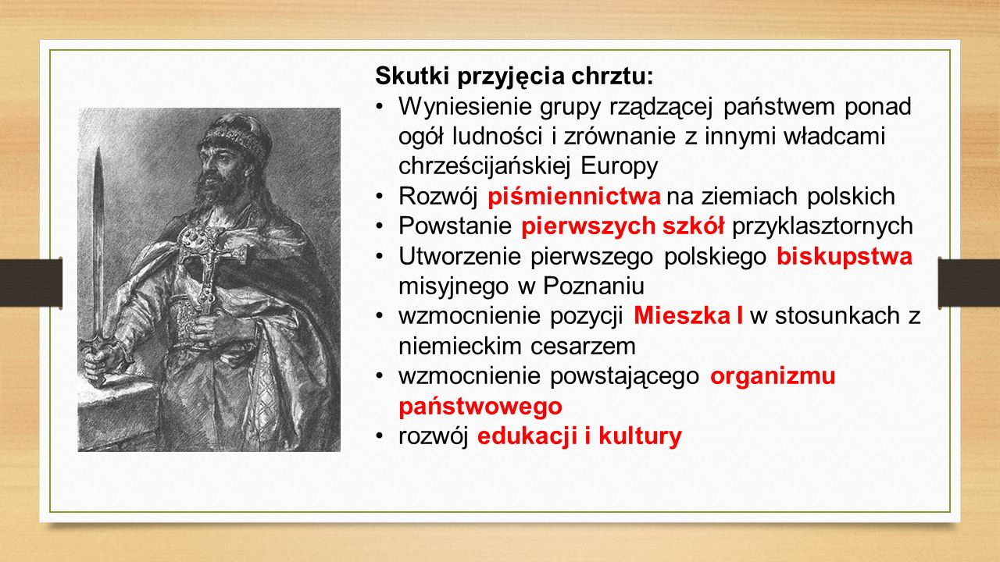 Skutki przyjęcia chrztu:
• Wyniesienie grupy rządzącej państwem ponad
ogół ludności i zrównanie z innymi władcami
chrześcijańskiej Europy
• Rozwój piśmiennictwa na ziemiach polskich
• Powstanie pierwszych szkół przyklasztornych
• Utworzenie pierwszego polskiego biskupstwa
misyjnego w Poznaniu
• wzmocnienie pozycji Mieszka I w stosunkach z
niemieckim cesarzem
• wzmocnienie powstającego organizmu
państwowego
• rozwój edukacji i kultury